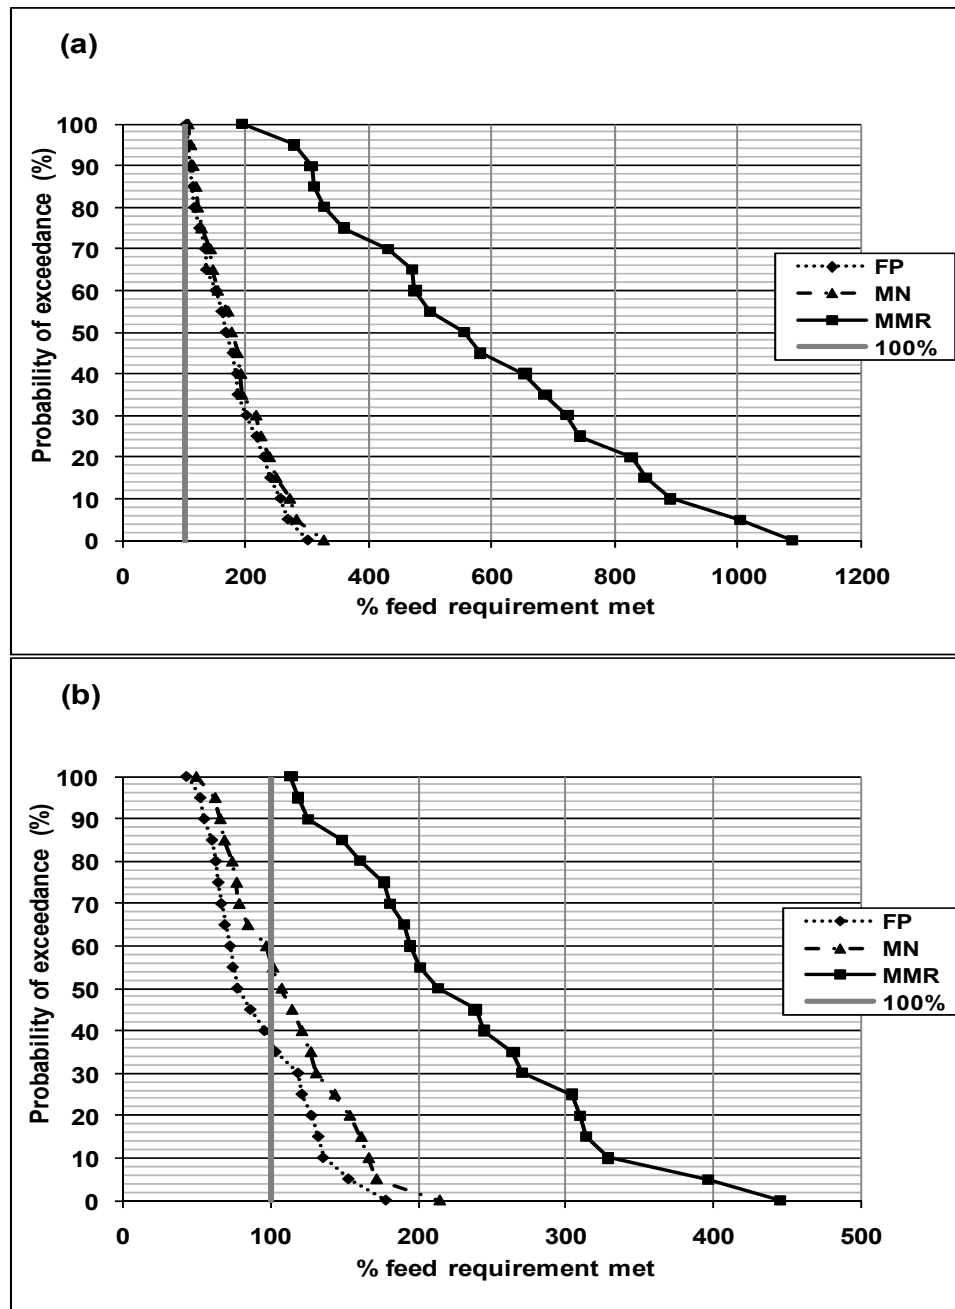 (a)
Probability of exceedance (%)
100
90
80
70
60
50
40
30
20
10
0
0 200 400 600 800 1000 1200
% feed requirement met
FP
MN
MMR
100%
(b)
Probability of exceedance (%)
100
90
80
70
60
50
40
30
20
10
0
0 100 200 300 400 500
% feed requirement met
FP
MN
MMR
100%